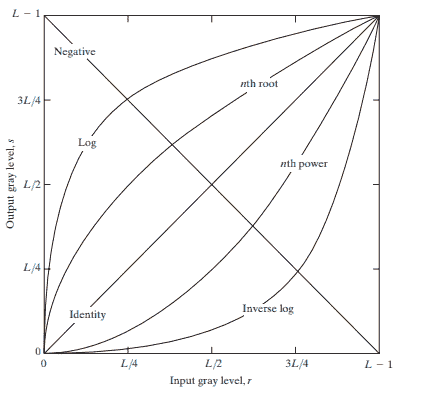 L − 1
Negative
nth root
3L/4
Log
nth power
L/2
Output gray level, s
L/4
Identity
Inverse log
0
0
L/4
L/2
3L/4
L − 1
Input gray level, r